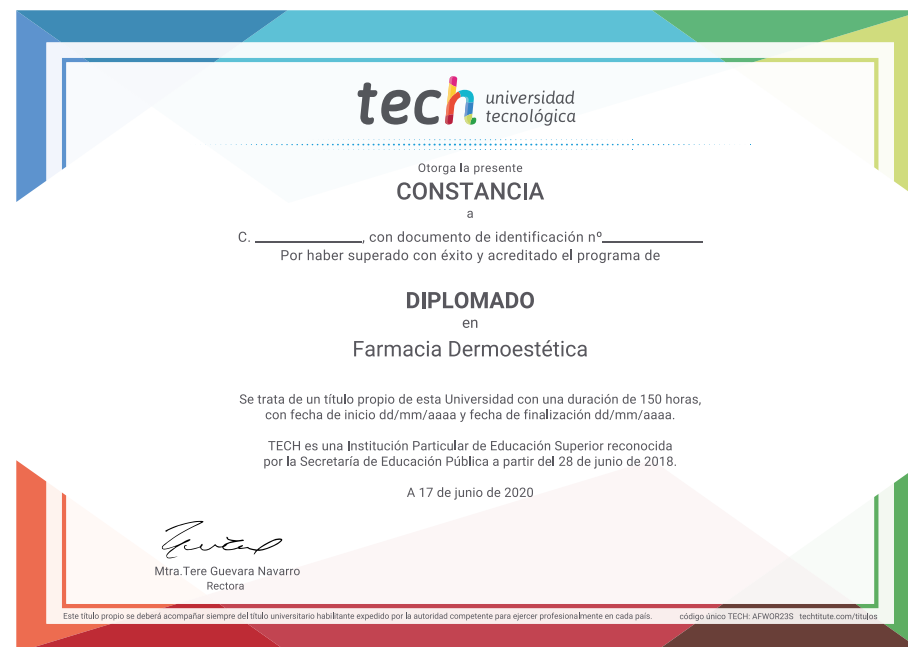 tech universidad
tecnológica
Otorga la presente
CONSTANCIA
a
C. ______________, con documento de identificación nº_____________
Por haber superado con éxito y acreditado el programa de
DIPLOMADO
en
Farmacia Dermoestética
Se trata de un título propio de esta Universidad con una duración de 150 horas,
con fecha de inicio dd/mm/aaaa y fecha de finalización dd/mm/aaaa.
TECH es una Institución Particular de Educación Superior reconocida
por la Secretaría de Educación Pública a partir del 28 de junio de 2018.
A 17 de junio de 2020
Mtra.Tere Guevara Navarro
Rectora
Este título propio se deberá acompañar siempre del título universitario habilitante expedido por la autoridad competente para ejercer profesionalmente en cada país. código único TECH: AFWOR23S techtitute.com/titulos